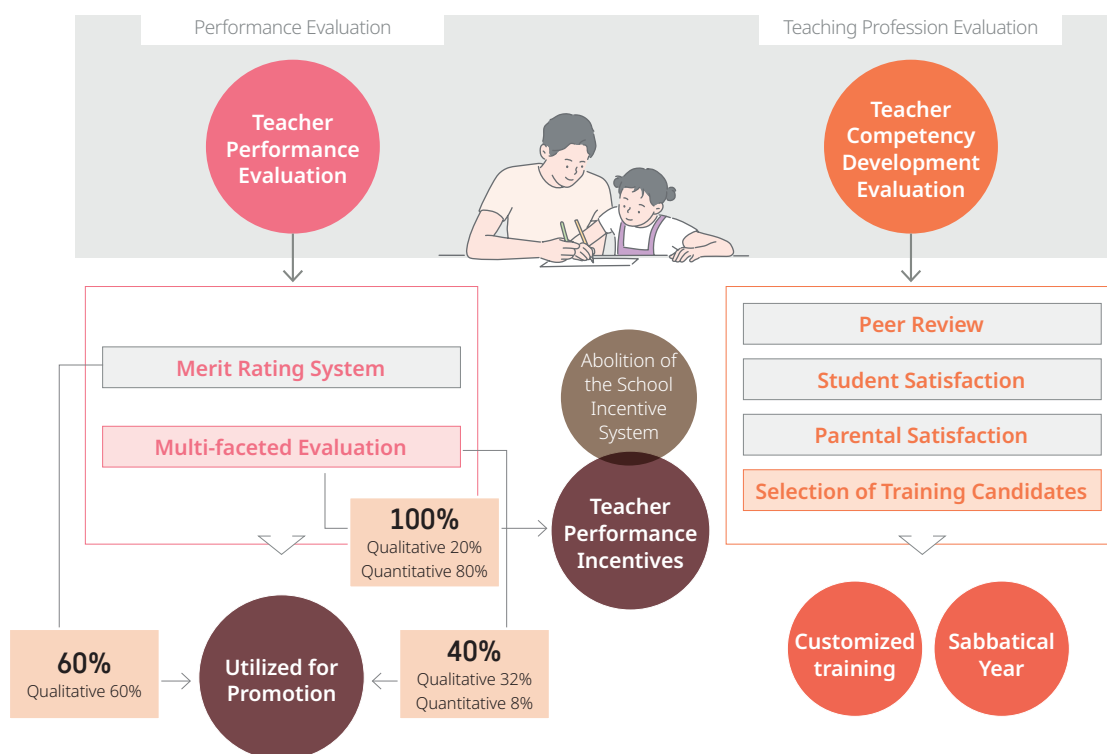 Performance Evaluation
Teaching Profession Evaluation
Teacher
Performance
Evaluation
Teacher
Competency
Development
Evaluation
Merit Rating System
Multi-faceted Evaluation
Abolition of
the School
Incentive
System
Teacher
Performance
Incentives
100%
Qualitative 20%
Quantitative 80%
60%
Qualitative 60%
Utilized for
Promotion
40%
Qualitative 32%
Quantitative 8%
Peer Review
Student Satisfaction
Parental Satisfaction
Selection of Training Candidates
Customized
training
Sabbatical
Year